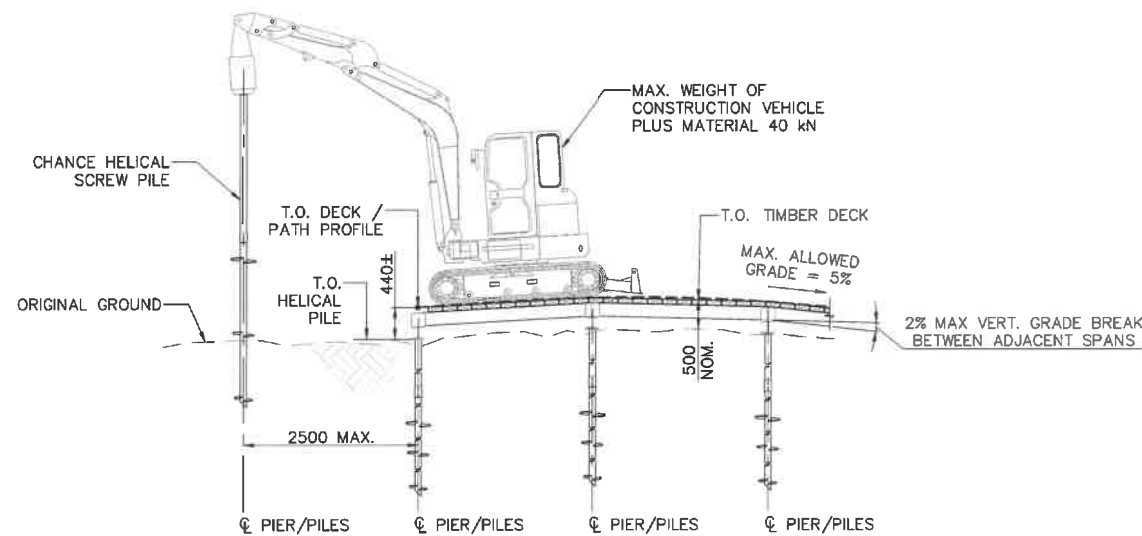 MAX. WEIGHT OF
CONSTRUCTION VEHICLE
PLUS MATERIAL 40 kN
CHANCE HELICAL
SCREW PILE
T.O. DECK /
PATH PROFILE
T.O. TIMBER DECK
MAX. ALLOWED
GRADE = 5%
440±
T.O.
HELICAL
PILE
ORIGINAL GROUND
2% MAX VERT. GRADE BREAK
BETWEEN ADJACENT SPANS
500
NOM.
2500 MAX.
℄ PIER/PILES
℄ PIER/PILES
℄ PIER/PILES
℄ PIER/PILES